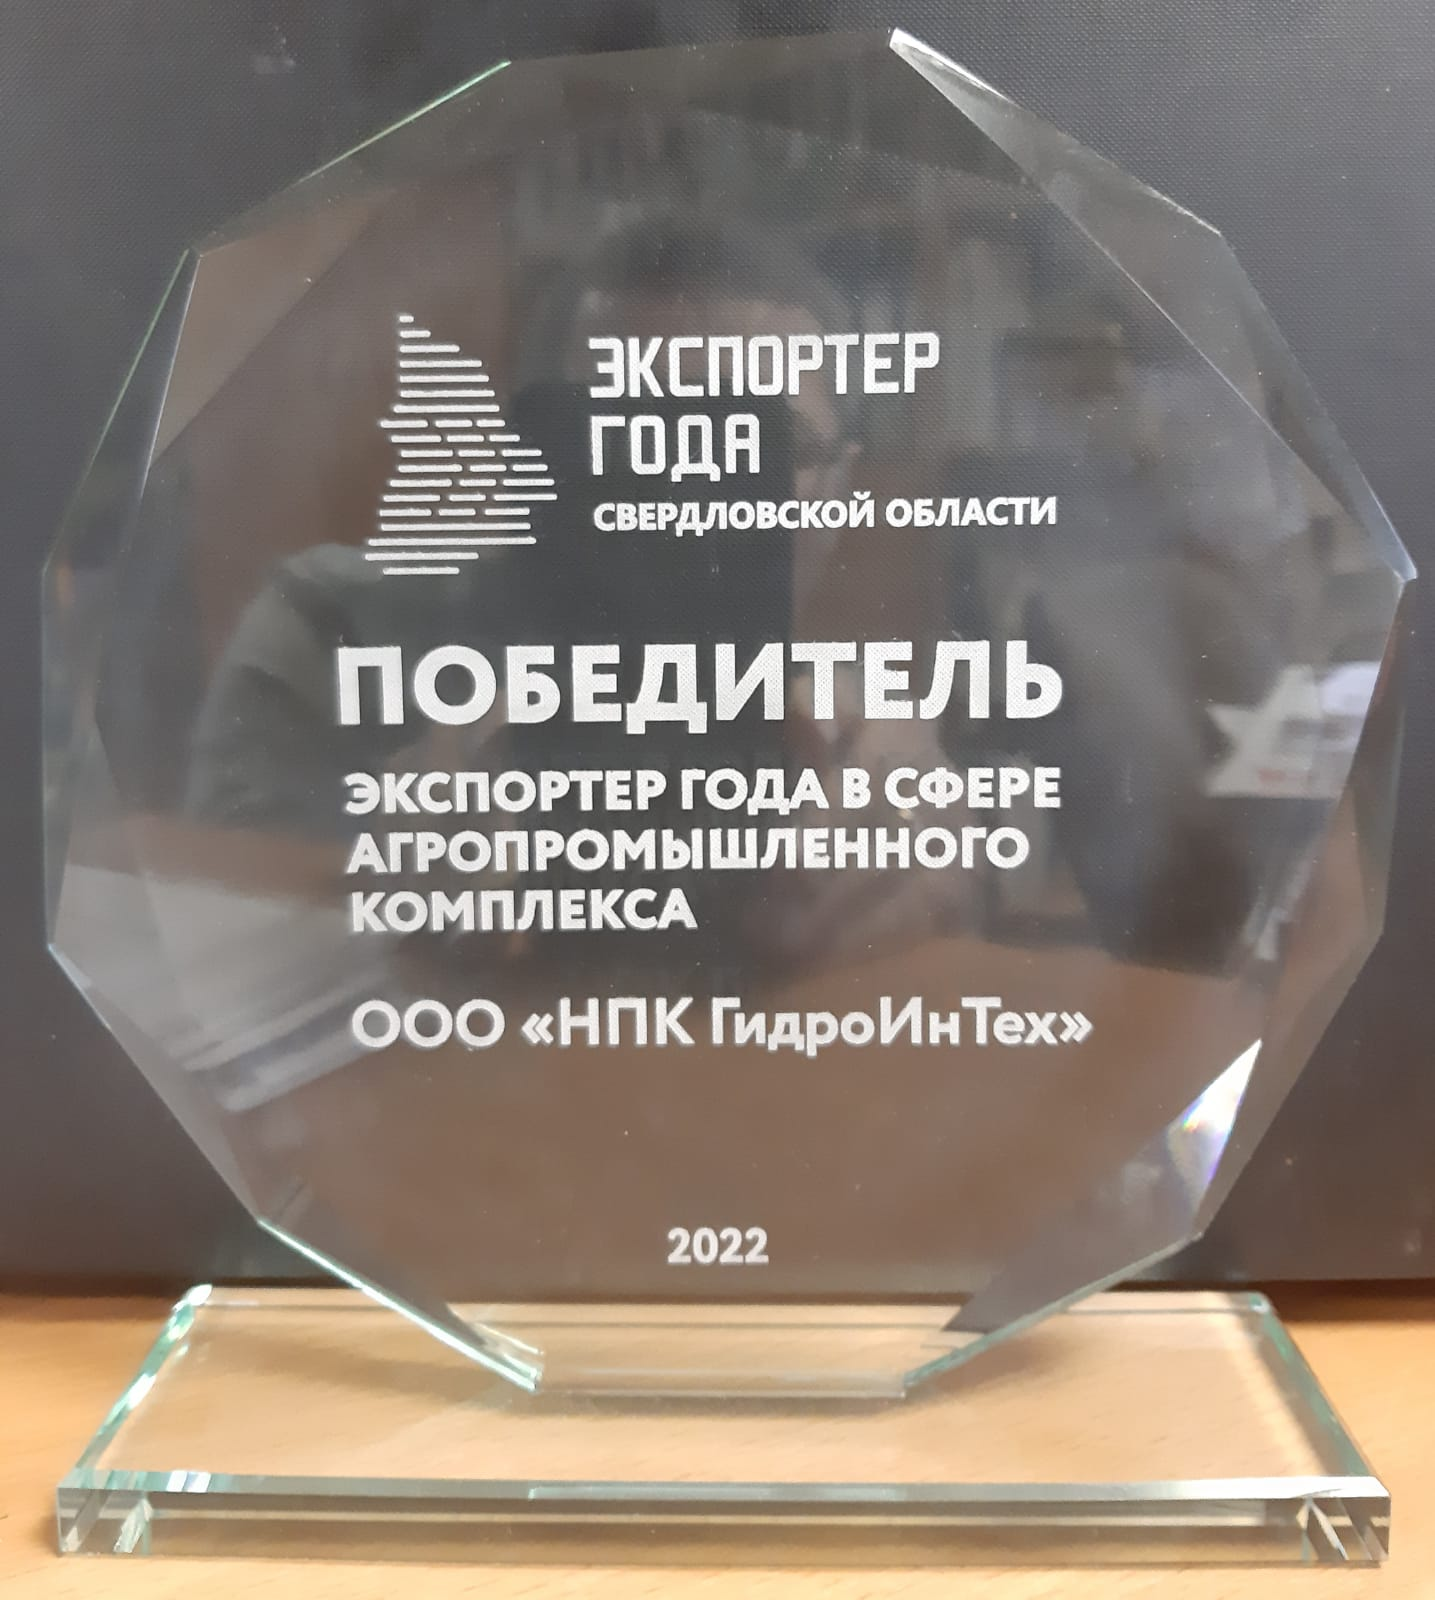 ЭКСПОРТЕР
ГОДА
СВЕРДЛОВСКОЙ ОБЛАСТИ
ПОБЕДИТЕЛЬ
ЭКСПОРТЕР ГОДА В СФЕРЕ
АГРОПРОМЫШЛЕННОГО
КОМПЛЕКСА
ООО «НПК ГидроИнТех»
2022